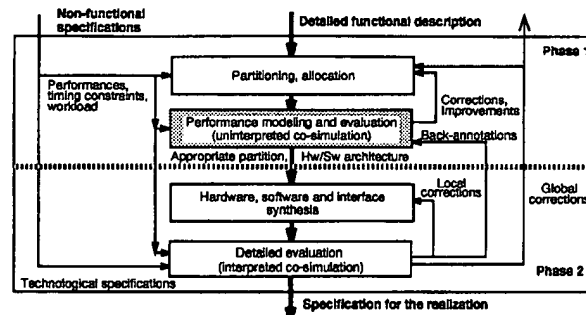 Non-functional
specifications
Detailed functional description
Phase 1
Partitioning, allocation
Performances,
timing constraints,
workload
Corrections,
Improvements
Performance modeling and evaluation
(uninterpreted co-simulation)
Back-annotations
Appropriate partition, Hw/Sw architecture
Hardware, software and interface
synthesis
Local
corrections
Global
corrections
Detailed evaluation
(interpreted co-simulation)
Technological specifications
Phase 2
Specification for the realization